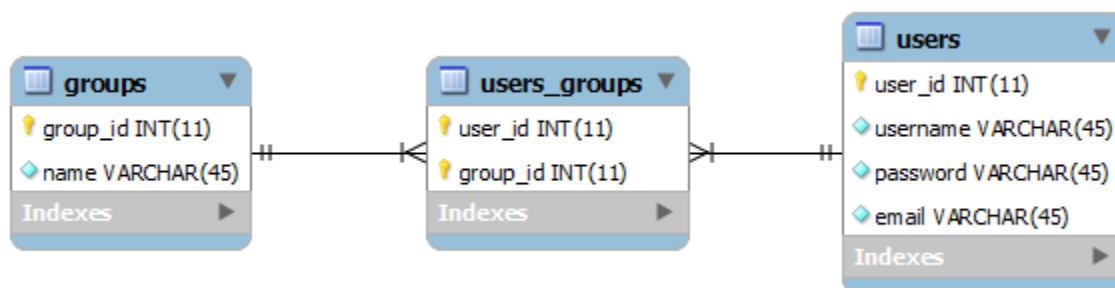 groups
group_id INT(11)
name VARCHAR(45)
Indexes
users_groups
user_id INT(11)
group_id INT(11)
Indexes
users
user_id INT(11)
username VARCHAR(45)
password VARCHAR(45)
email VARCHAR(45)
Indexes